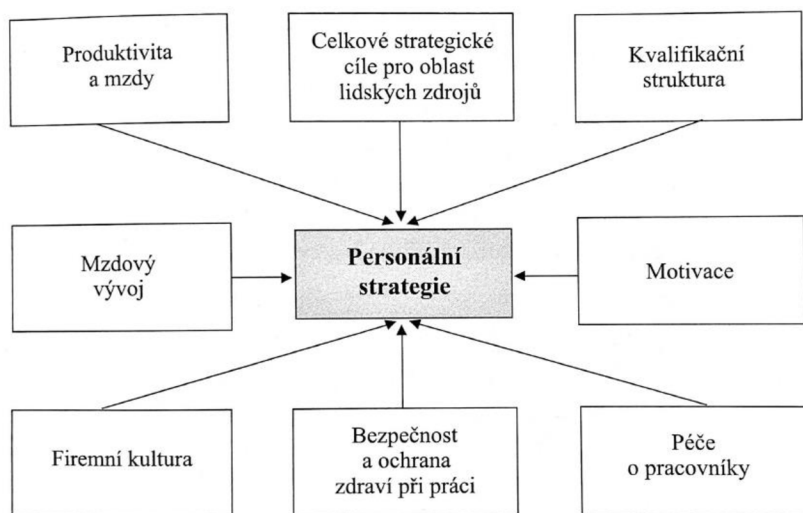 Produktivita
a mzdy
Celkové strategické
cíle pro oblast
lidských zdrojů
Kvalifikační
struktura
Mzdový
vývoj
Personální
strategie
Motivace
Firemní kultura
Bezpečnost
a ochrana
zdraví při práci
Péče
o pracovníky